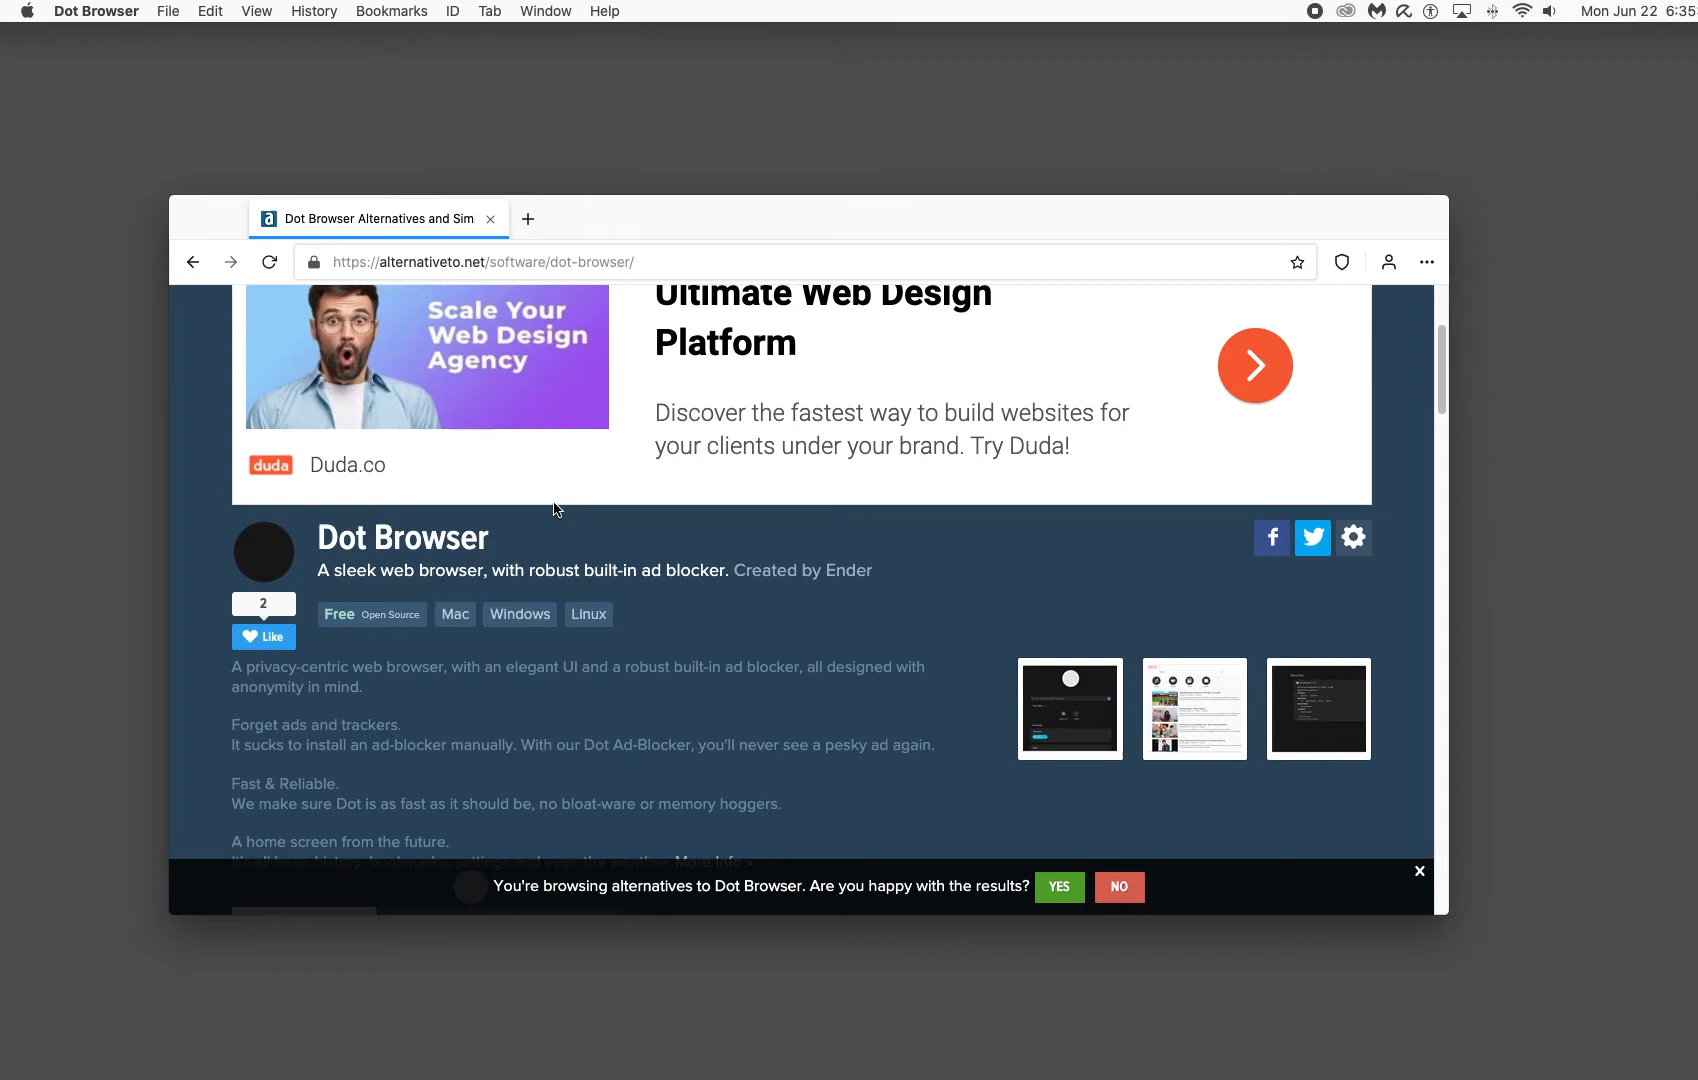 Dot Browser File Edit View History Bookmarks ID Tab Window Help Mon Jun 22 6:35
Dot Browser Alternatives and Sim
https://alternativeto.net/software/dot-browser/
Scale Your
Web Design
Agency
Ultimate Web Design
Platform
Discover the fastest way to build websites for
your clients under your brand. Try Duda!
duda Duda.co
Dot Browser
A sleek web browser, with robust built-in ad blocker. Created by Ender
2
Like
Free Open Source Mac Windows Linux
A privacy-centric web browser, with an elegant UI and a robust built-in ad blocker, all designed with
anonymity in mind.
Forget ads and trackers.
It sucks to install an ad-blocker manually. With our Dot Ad-Blocker, you'll never see a pesky ad again.
Fast & Reliable.
We make sure Dot is as fast as it should be, no bloat-ware or memory hoggers.
A home screen from the future.
More Info »
You're browsing alternatives to Dot Browser. Are you happy with the results? YES NO